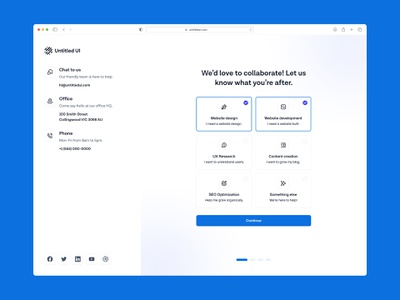 Untitled UI
Chat to us
Our friendly team is here to help.
hi@untitledui.com
Office
Come say hello at our office HQ.
100 Smith Street
Collingwood VIC 3066 AU
Phone
Mon-Fri from 8am to 5pm.
+1 (555) 000-0000
We'd love to collaborate! Let us
know what you're after.
Website design
I need a website design.
Website development
I need a website built.
UX Research
I want to understand users.
Content creation
I want to grow my blog.
SEO Optimization
Help me grow organically.
Something else
We're here to help!
Continue